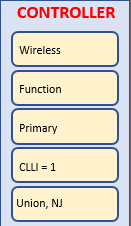 CONTROLLER
Wireless
Function
Primary
CLLI = 1
Union, NJ